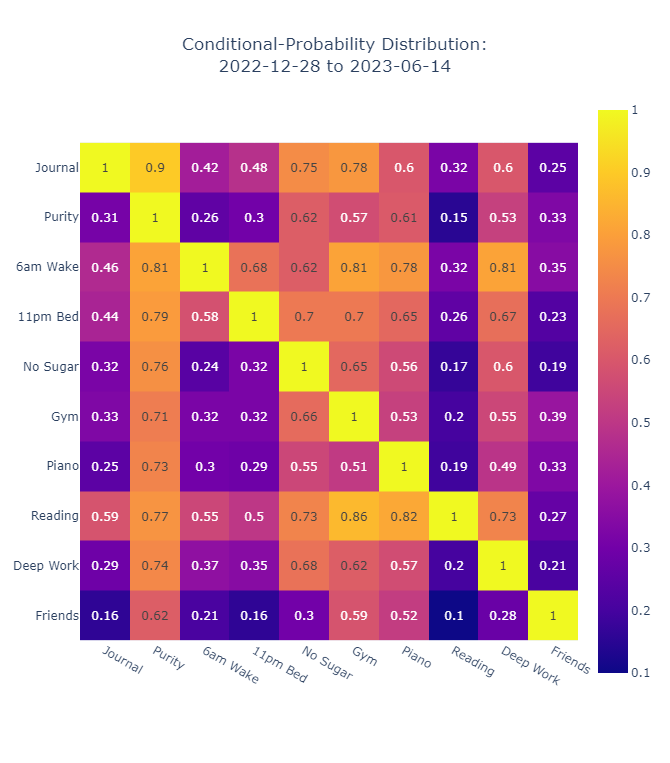 Conditional-Probability Distribution:
2022-12-28 to 2023-06-14
Journal 1 0.9 0.42 0.48 0.75 0.78 0.6 0.32 0.6 0.25
Purity 0.31 1 0.26 0.3 0.62 0.57 0.61 0.15 0.53 0.33
6am Wake 0.46 0.81 1 0.68 0.62 0.81 0.78 0.32 0.81 0.35
11pm Bed 0.44 0.79 0.58 1 0.7 0.7 0.65 0.26 0.67 0.23
No Sugar 0.32 0.76 0.24 0.32 1 0.65 0.56 0.17 0.6 0.19
Gym 0.33 0.71 0.32 0.32 0.66 1 0.53 0.2 0.55 0.39
Piano 0.25 0.73 0.3 0.29 0.55 0.51 1 0.19 0.49 0.33
Reading 0.59 0.77 0.55 0.5 0.73 0.86 0.82 1 0.73 0.27
Deep Work 0.29 0.74 0.37 0.35 0.68 0.62 0.57 0.2 1 0.21
Friends 0.16 0.62 0.21 0.16 0.3 0.59 0.52 0.1 0.28 1
Journal Purity 6am Wake 11pm Bed No Sugar Gym Piano Reading Deep Work Friends
1
0.9
0.8
0.7
0.6
0.5
0.4
0.3
0.2
0.1